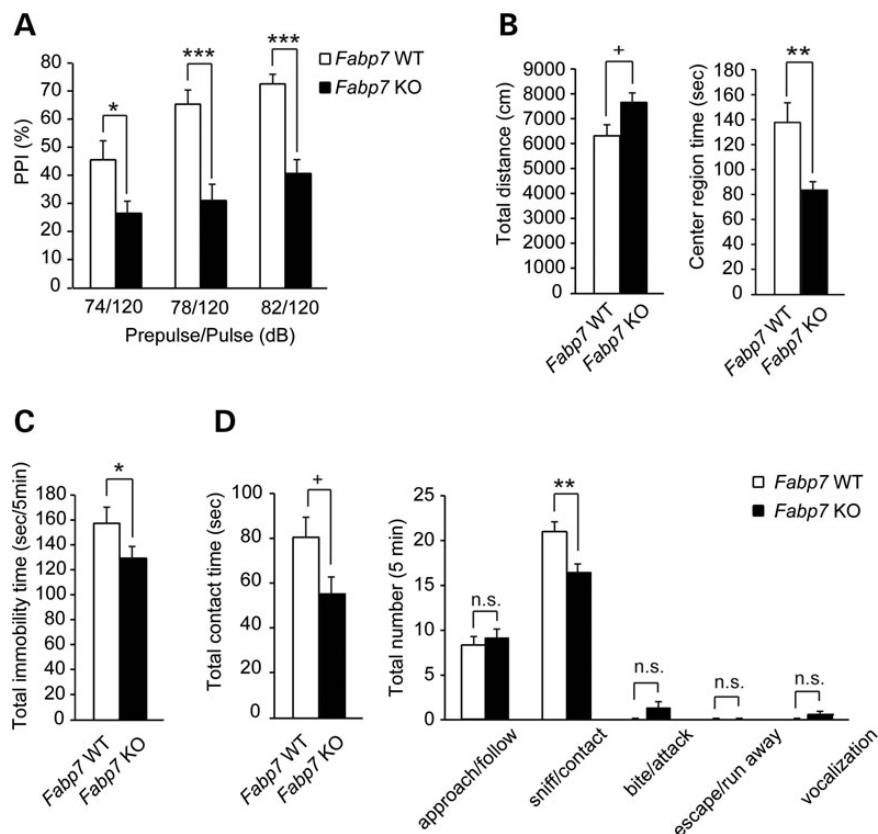 A
PPI (%)
80
70
60
50
40
30
20
10
0
*
***
***
Fabp7 WT
Fabp7 KO
74/120
78/120
82/120
Prepulse/Pulse (dB)
B
Total distance (cm)
9000
8000
7000
6000
5000
4000
3000
2000
1000
0
+
Fabp7 WT
Fabp7 KO
Center region time (sec)
180
160
140
120
100
80
60
40
20
0
**
Fabp7 WT
Fabp7 KO
C
Total immobility time (sec/5min)
180
160
140
120
100
80
60
40
20
0
*
Fabp7 WT
Fabp7 KO
D
Total contact time (sec)
100
80
60
40
20
0
+
Fabp7 WT
Fabp7 KO
Total number (5 min)
25
20
15
10
5
0
n.s.
**
n.s.
n.s.
n.s.
Fabp7 WT
Fabp7 KO
approach/follow
sniff/contact
bite/attack
escape/run away
vocalization